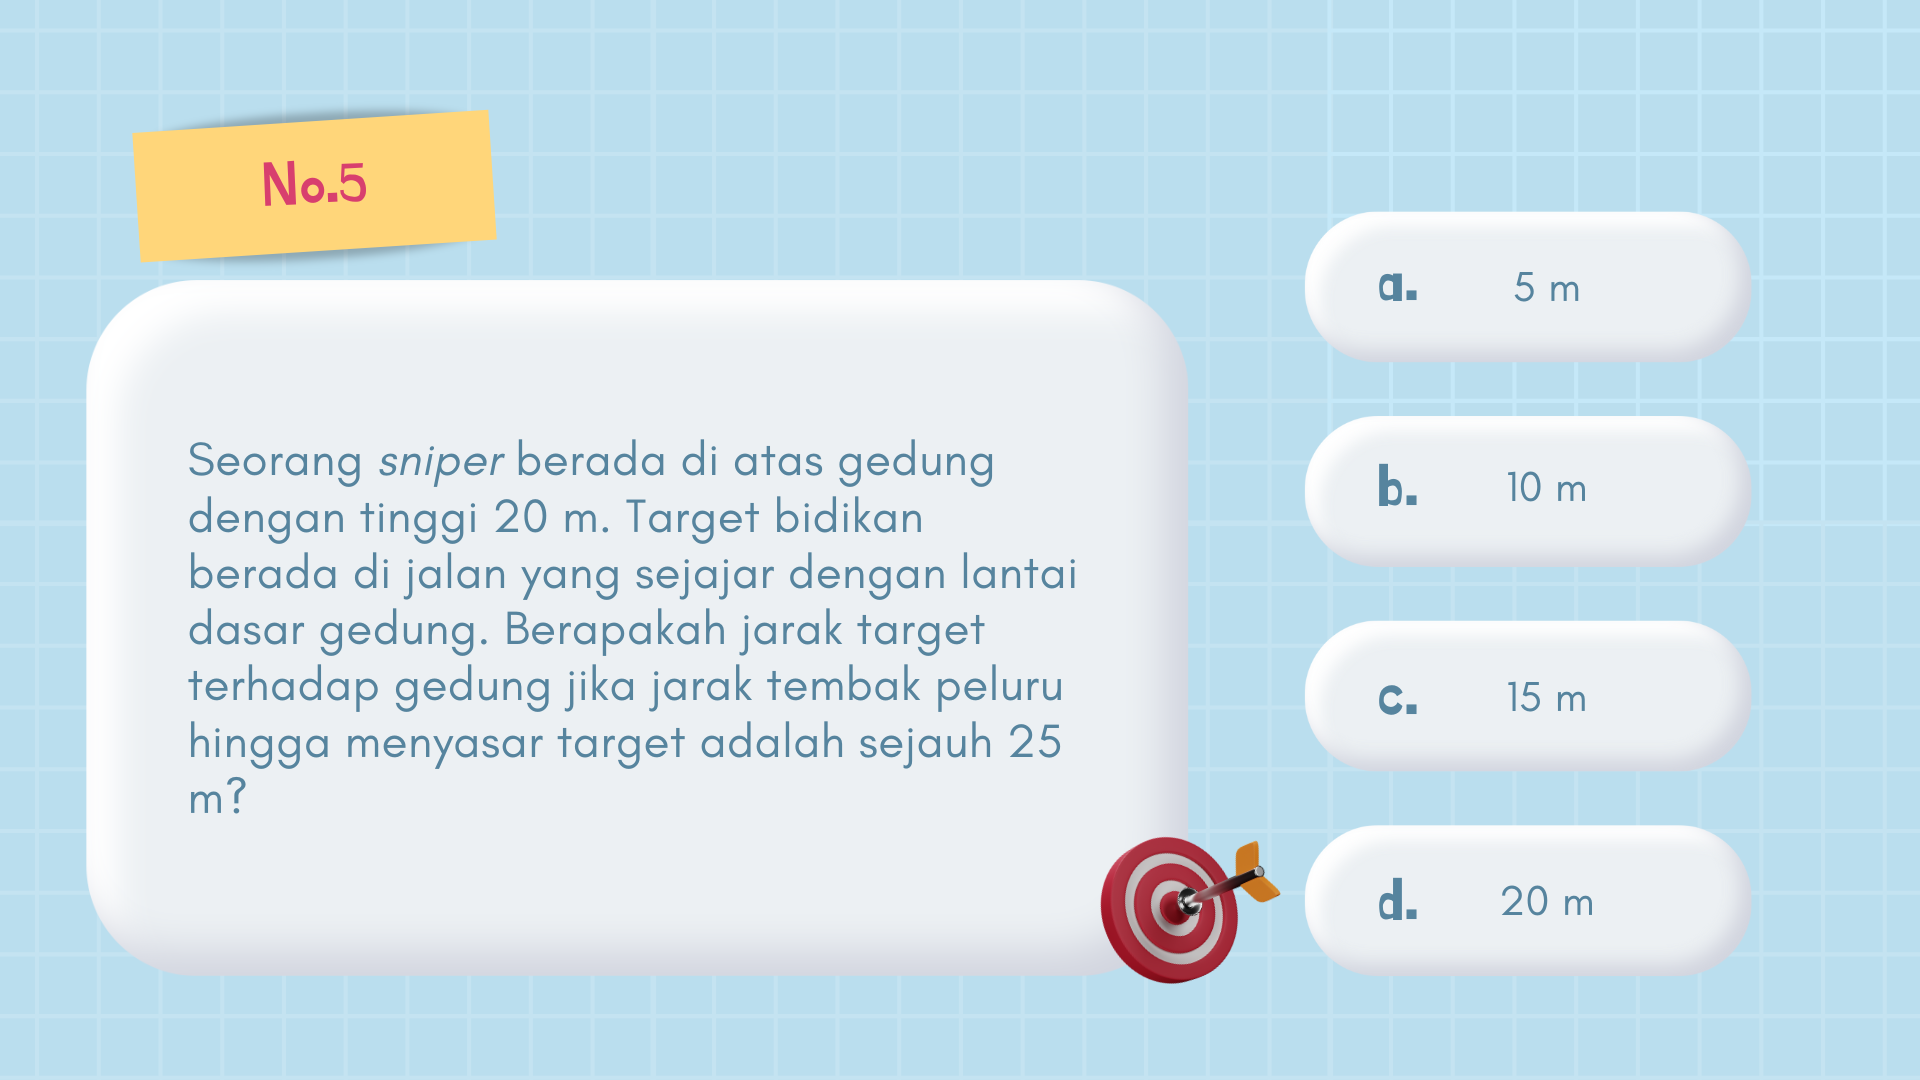 No.5
Seorang sniper berada di atas gedung
dengan tinggi 20 m. Target bidikan
berada di jalan yang sejajar dengan lantai
dasar gedung. Berapakah jarak target
terhadap gedung jika jarak tembak peluru
hingga menyasar target adalah sejauh 25
m?
a. 5 m
b. 10 m
c. 15 m
d. 20 m